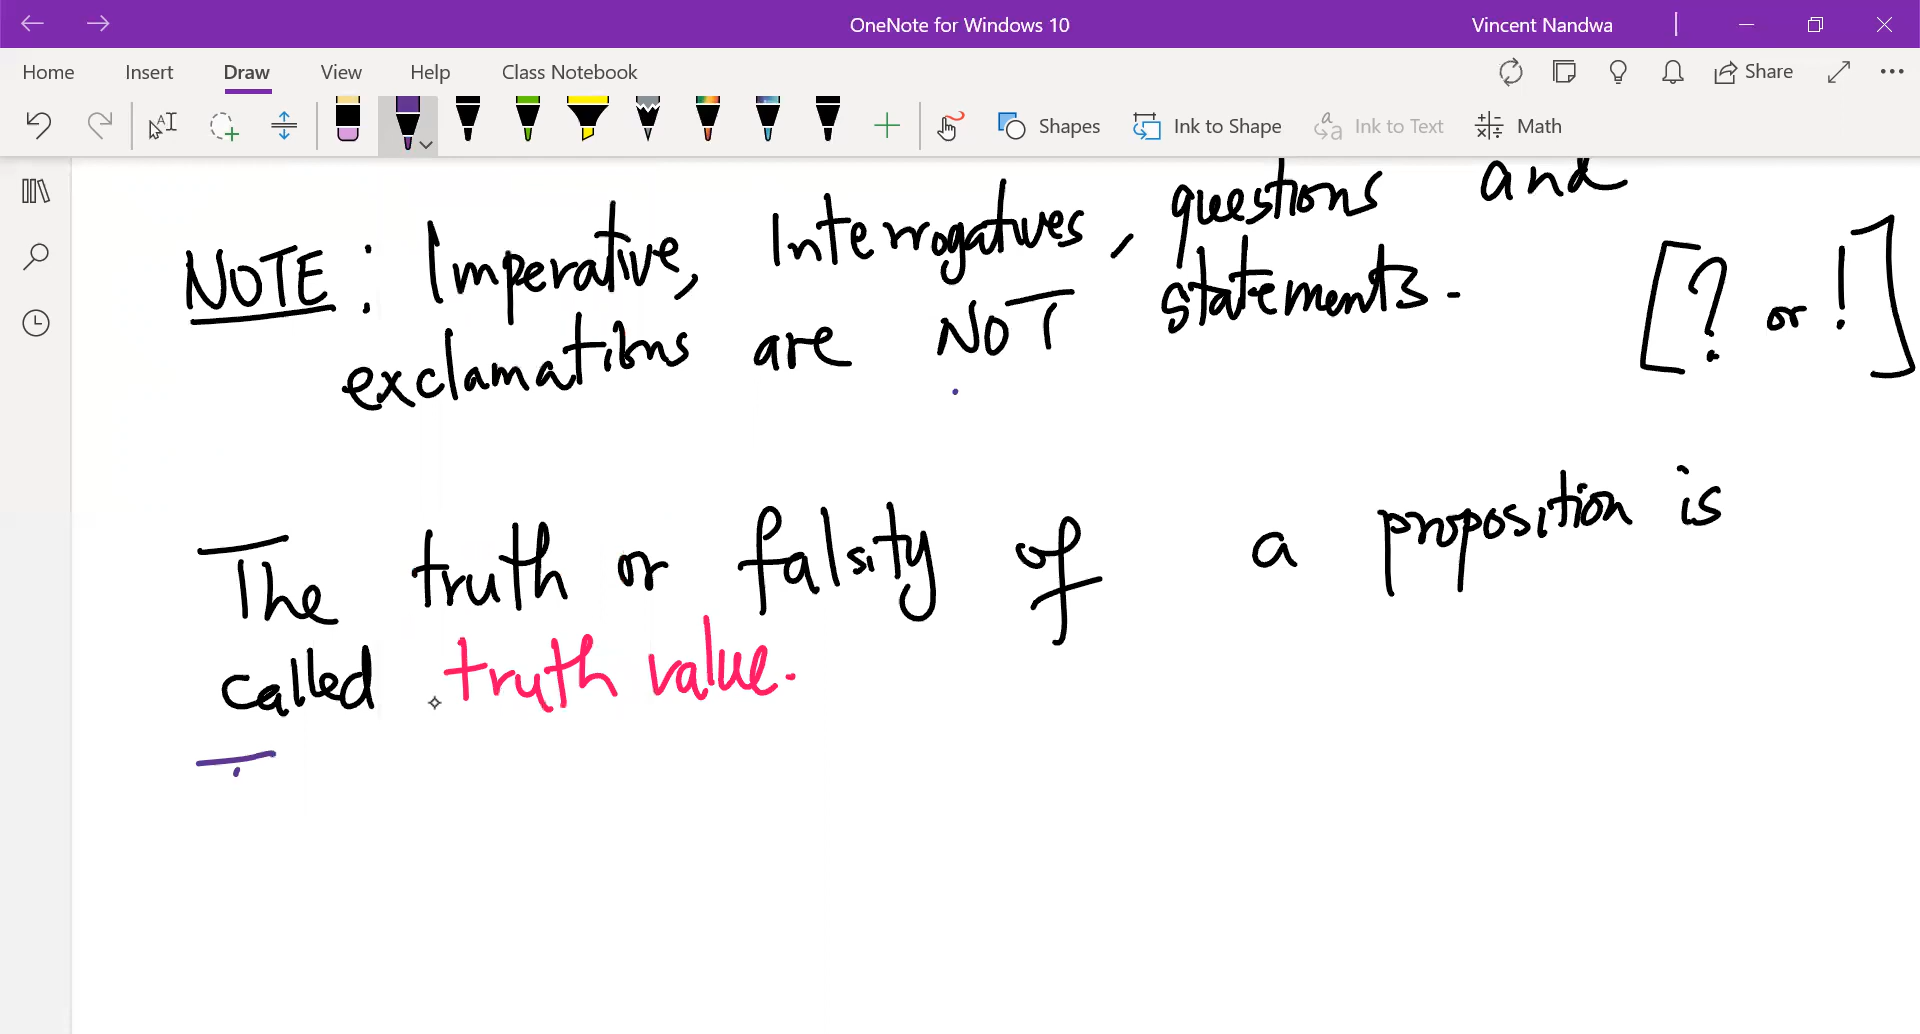 OneNote for Windows 10
Vincent Nandwa
Home Insert Draw View Help Class Notebook
Share
Shapes Ink to Shape Ink to Text Math
NOTE: Imperative, Interrogatives, questions and
exclamations are NOT statements.
[? or !]
The truth or falsity of a proposition is
called truth value.